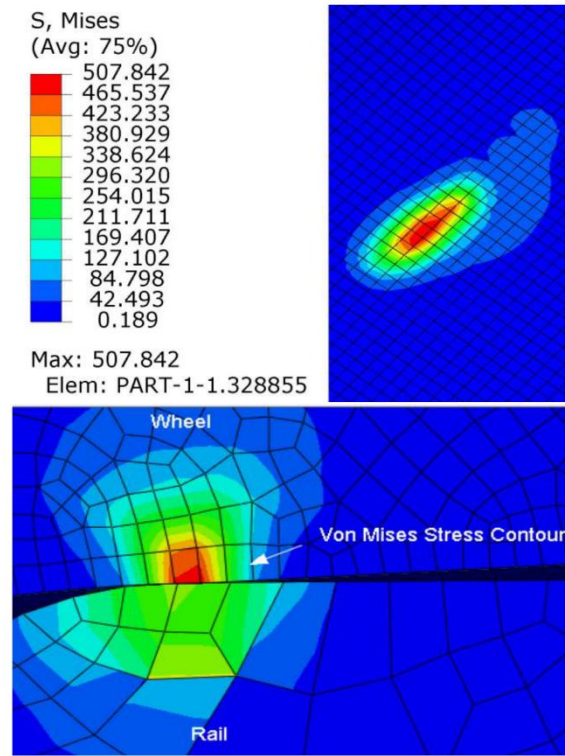 S, Mises
(Avg: 75%)
507.842
465.537
423.233
380.929
338.624
296.320
254.015
211.711
169.407
127.102
84.798
42.493
0.189
Max: 507.842
Elem: PART-1-1.328855
Wheel
Von Mises Stress Contour
Rail